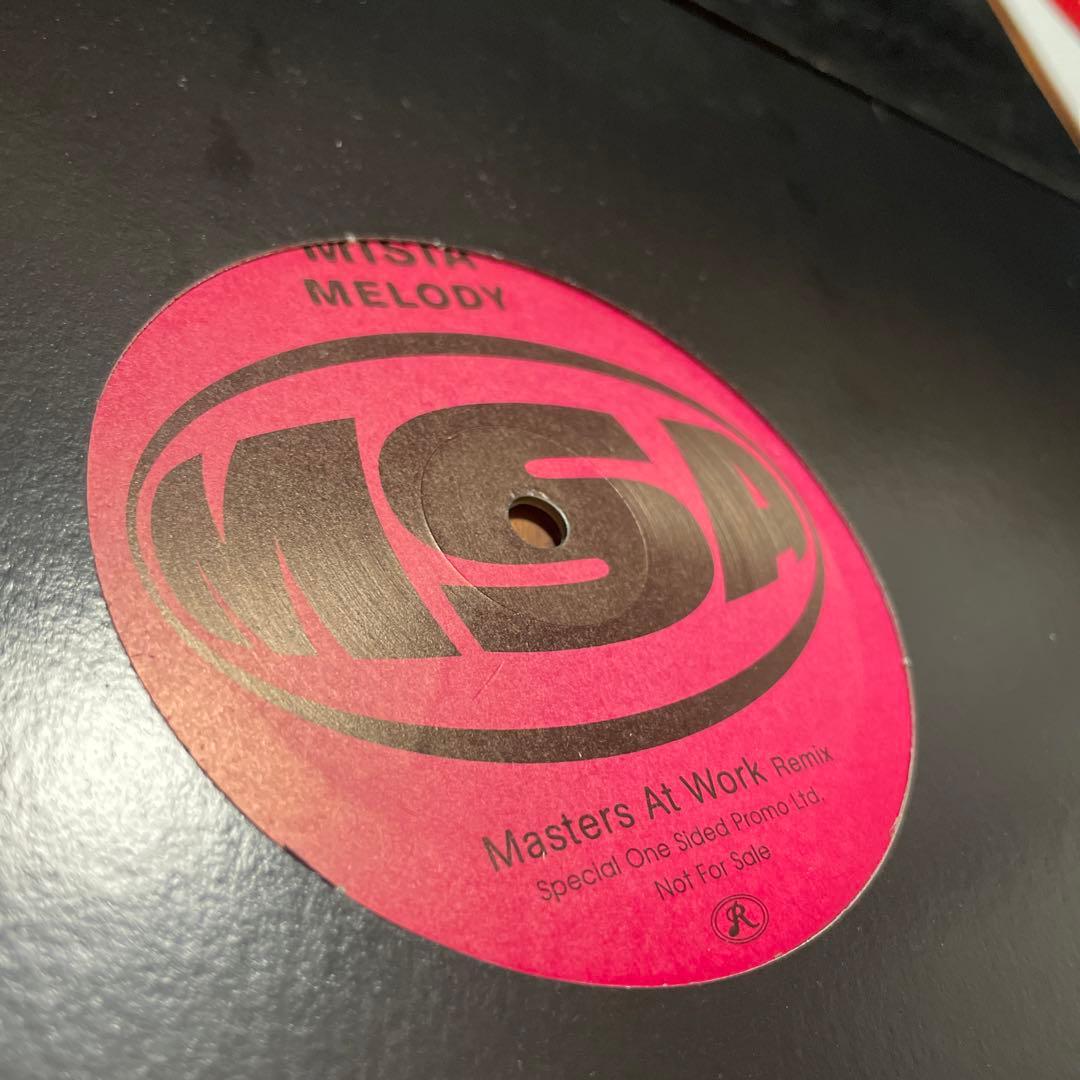 MISIA
MELODY
MSA
Masters At Work Remix
Special One Sided Promo Ltd.
Not For Sale
R